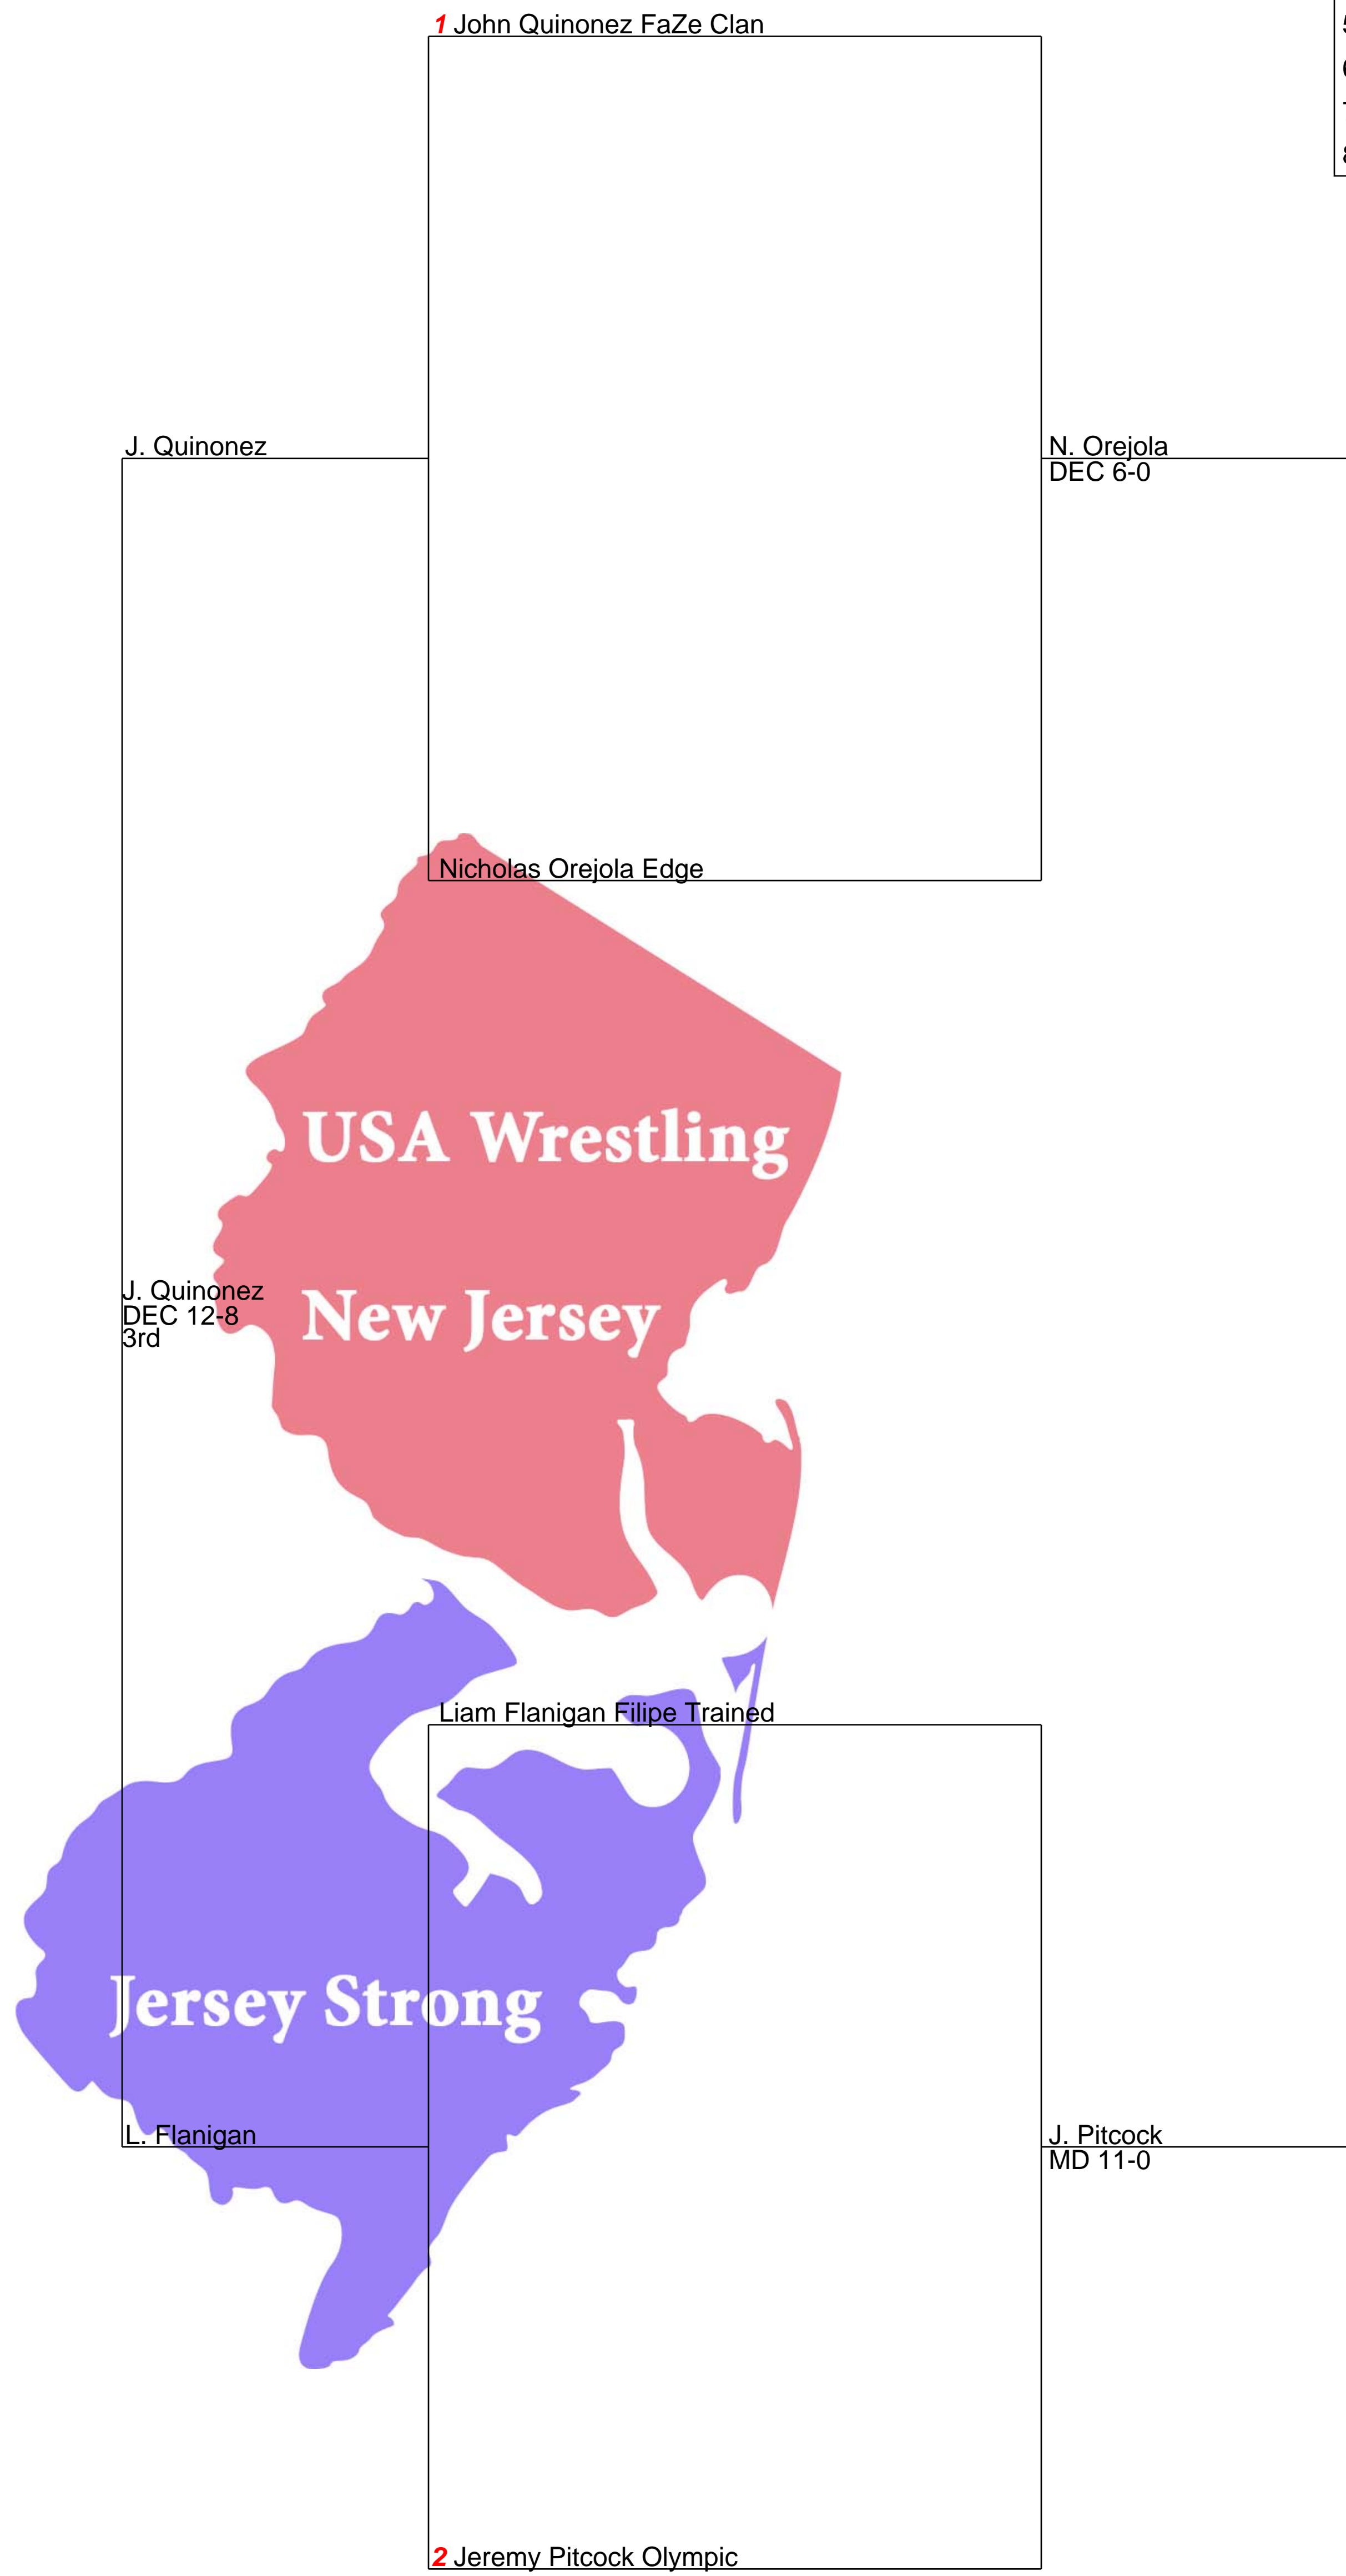 1 John Quinonez FaZe Clan
J. Quinonez
N. Orejola
DEC 6-0
Nicholas Orejola Edge
USA Wrestling
New Jersey
J. Quinonez
DEC 12-8
3rd
Liam Flanigan Filipe Trained
Jersey Strong
L. Flanigan
J. Pitcock
MD 11-0
2 Jeremy Pitcock Olympic